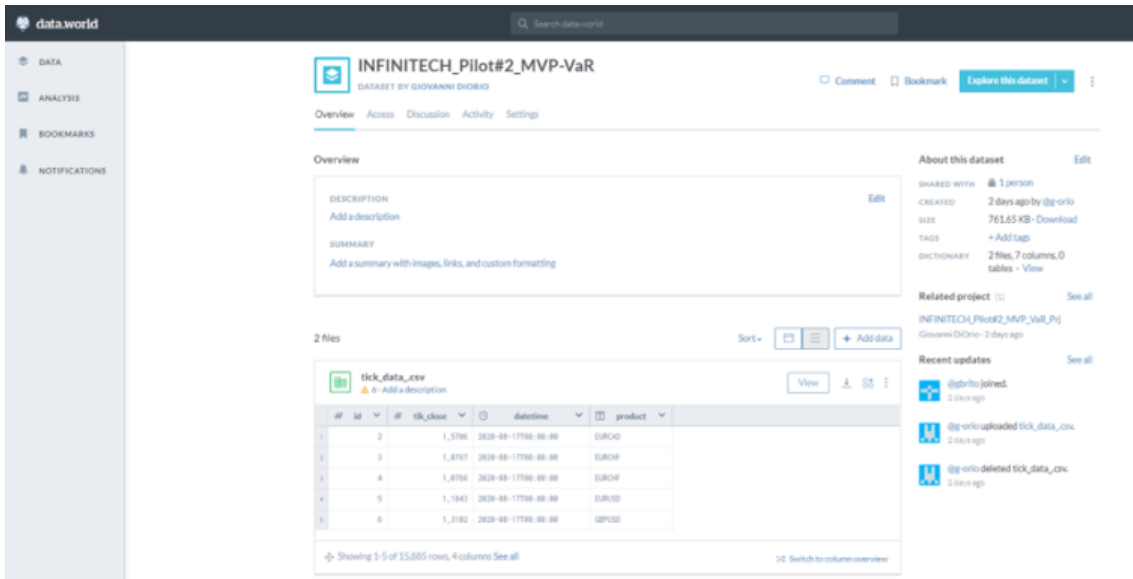 data.world
Search data.world
DATA
ANALYSIS
BOOKMARKS
NOTIFICATIONS
INFINITECH_Pilot#2_MVP-VaR
DATASET BY GIOVANNI DIORIO
Comment
Bookmark
Explore this dataset
Overview Access Discussion Activity Settings
Overview
DESCRIPTION
Edit
Add a description
SUMMARY
Add a summary with images, links, and custom formatting
2 files
Sort
+ Add data
tick_data_.csv
6 - Add a description
View
# id # tik_close datetime product
1 2 1,5706 2020-08-17T00:00:00 EURCAD
2 3 1,0767 2020-08-17T00:00:00 EURCHF
3 4 1,0766 2020-08-17T00:00:00 EURCHF
4 5 1,1843 2020-08-17T00:00:00 EURUSD
5 6 1,3102 2020-08-17T00:00:00 GBPUSD
Showing 1-5 of 15,885 rows, 4 columns See all
Switch to column overview
About this dataset
Edit
SHARED WITH 1 person
CREATED 2 days ago by @g-orio
SIZE 761.65 KB - Download
TAGS + Add tags
DICTIONARY 2 files, 7 columns, 0
tables - View
Related project (1)
See all
INFINITECH_Pilot#2_MVP_VaR_Prj
Giovanni DiOrio - 2 days ago
Recent updates
See all
@gbrito joined.
2 days ago
@g-orio uploaded tick_data_.csv.
2 days ago
@g-orio deleted tick_data_.csv.
2 days ago